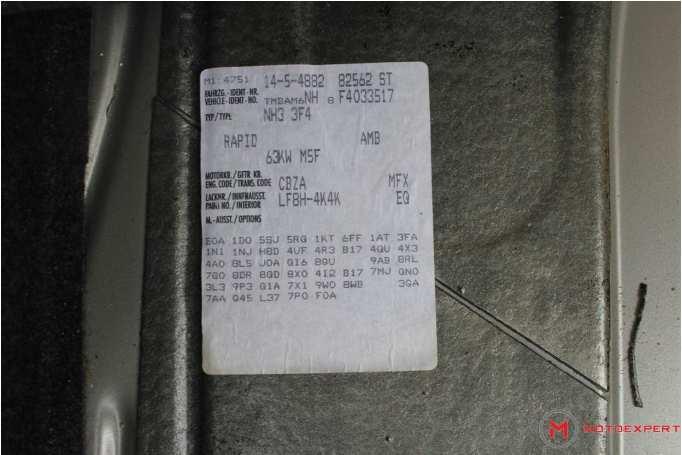 M1: 4751 14-5-4882 82562 ST
FAHRZG.-IDENT-NR.
VEHICLE-IDENT-NO. TMBAM6NH 8 F4033517
TYP/TYPE NH3 3F4
RAPID AMB
63KW M5F
MOTORKB./GETR KB.
ENG. CODE/TRANS. CODE CBZA MFX
LACKNR./INNENAUSST.
PAINT NO./INTERIOR LF8H-4K4K EQ
M.-AUSST./OPTIONS
E0A 1D0 5SJ 5RG 1KT 6FF 1AT 3FA
1N1 1NJ H8D 4UF 4R3 B17 4QU 4X3
4A0 8L5 U0A QI6 8QU 9AB 8RL
7G0 8DR 8GD 8X0 4I2 B17 7MJ QN0
3L3 9P3 G1A 7X1 9W0 8WB 3GA
7AA Q45 L37 7P0 F0A
M
MOTOEXPERT